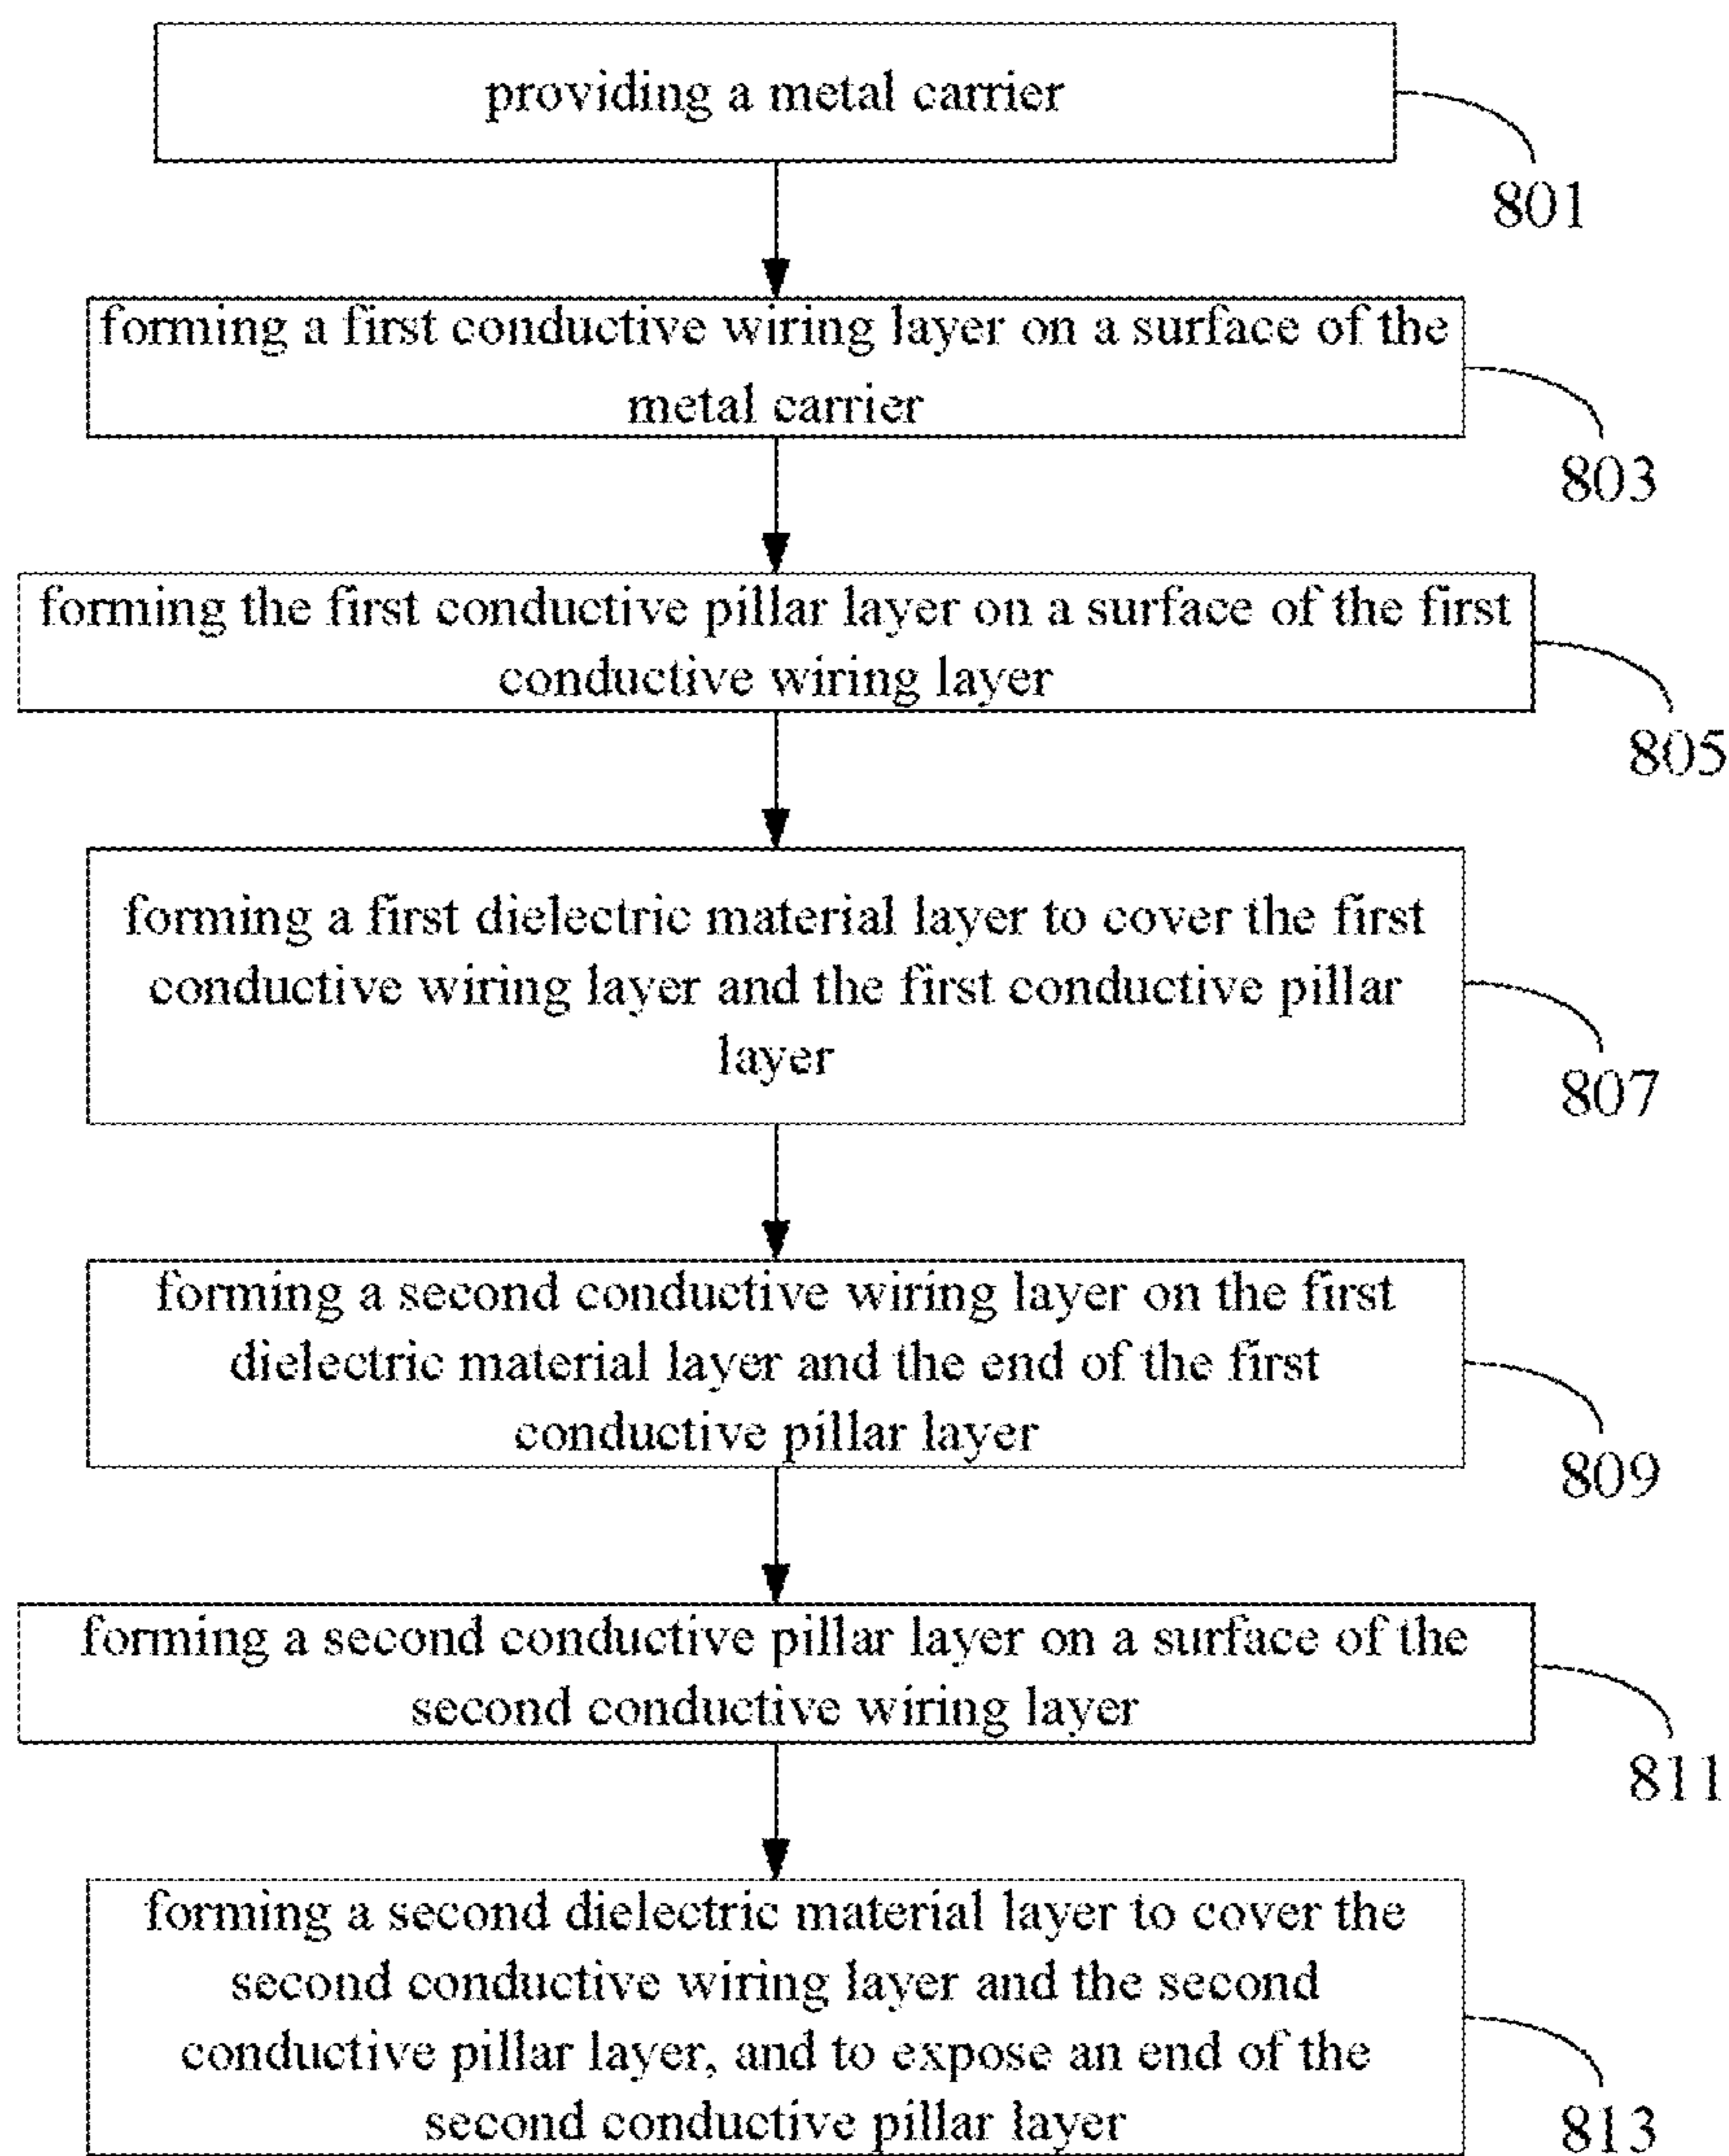 providing a metal carrier
801
forming a first conductive wiring layer on a surface of the
metal carrier
803
forming the first conductive pillar layer on a surface of the first
conductive wiring layer
805
forming a first dielectric material layer to cover the first
conductive wiring layer and the first conductive pillar
layer
807
forming a second conductive wiring layer on the first
dielectric material layer and the end of the first
conductive pillar layer
809
forming a second conductive pillar layer on a surface of the
second conductive wiring layer
811
forming a second dielectric material layer to cover the
second conductive wiring layer and the second
conductive pillar layer, and to expose an end of the
second conductive pillar layer
813